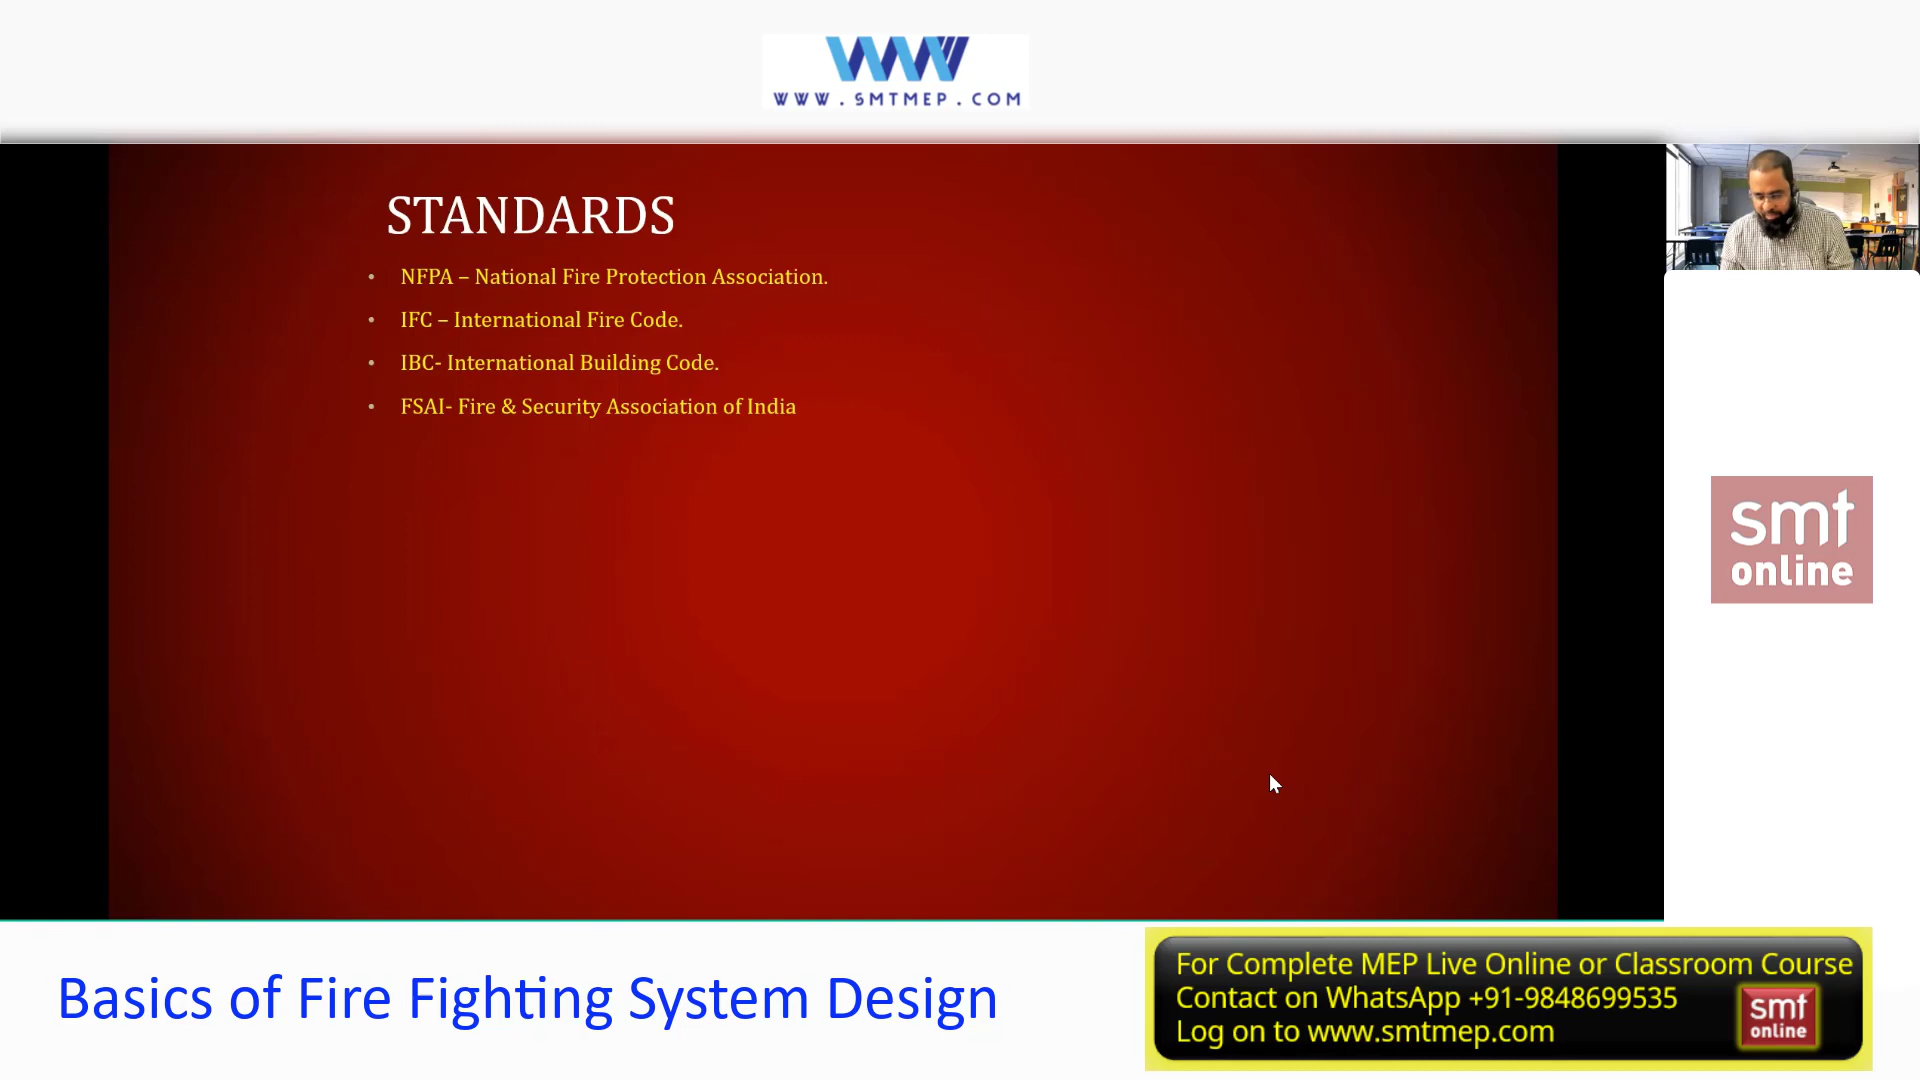 WWW.SMTMEP.COM
STANDARDS
• NFPA – National Fire Protection Association.
• IFC – International Fire Code.
• IBC- International Building Code.
• FSAI- Fire & Security Association of India
smt
online
Basics of Fire Fighting System Design
For Complete MEP Live Online or Classroom Course
Contact on WhatsApp +91-9848699535
Log on to www.smtmep.com
smt
online